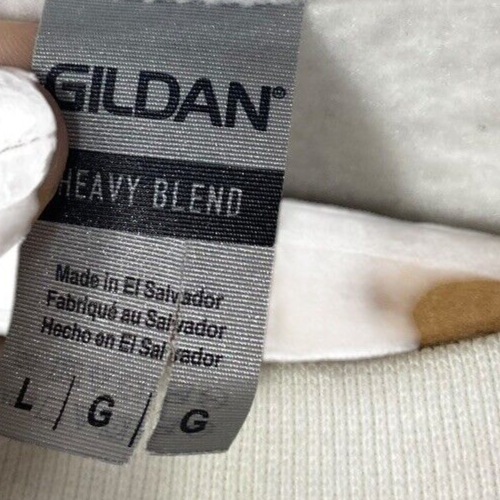 GILDAN®
HEAVY BLEND
Made in El Salvador
Fabriqué au Salvador
Hecho en El Salvador
L | G | G